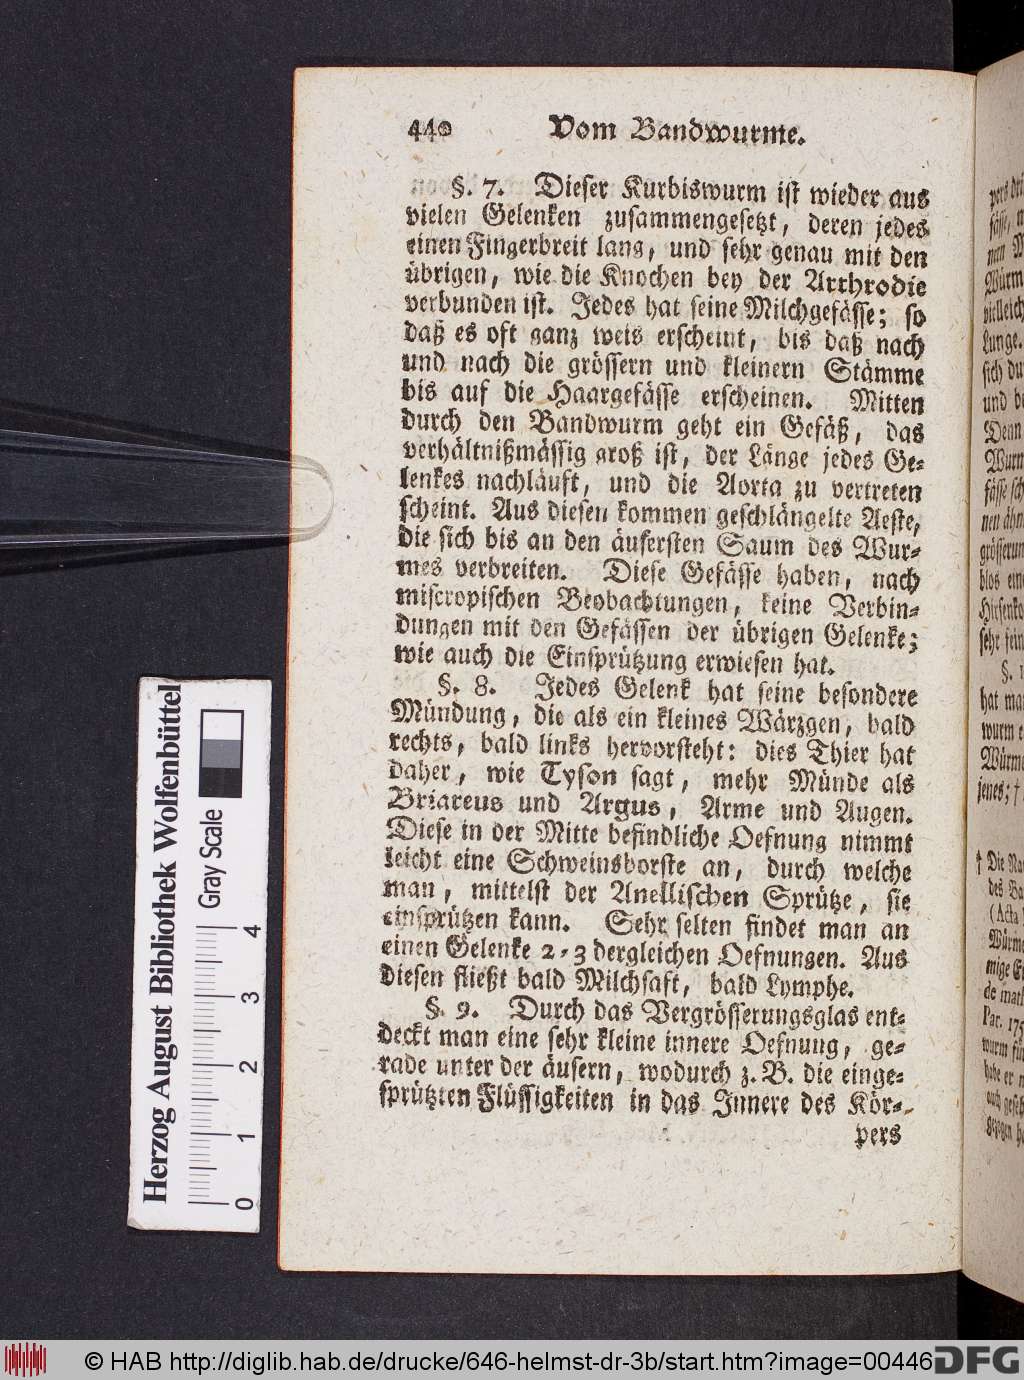 440 Vom Bandwurme.
§. 7. Dieser Kurbiswurm ist wieder aus
vielen Gelenken zusammengesetzt, deren jedes
einen Fingerbreit lang, und sehr genau mit den
übrigen, wie die Knochen bey der Arthrodie
verbunden ist. Jedes hat seine Milchgefässe; so
daß es oft ganz weis erscheint, bis daß nach
und nach die grössern und kleinern Stämme
bis auf die Haargefässe erscheinen. Mitten
durch den Bandwurm geht ein Gefäß, das
verhältnißmässig groß ist, der Länge jedes Ge-
lenkes nachläuft, und die Aorta zu vertreten
scheint. Aus diesen kommen geschlängelte Aeste,
die sich bis an den äufersten Saum des Wur-
mes verbreiten. Diese Gefässe haben, nach
miscropischen Beobachtungen, keine Verbin-
dungen mit den Gefässen der übrigen Gelenke;
wie auch die Einsprützung erwiesen hat.
§. 8. Jedes Gelenk hat seine besondere
Mündung, die als ein kleines Wärzgen, bald
rechts, bald links hervorsteht: dies Thier hat
daher, wie Tyson sagt, mehr Münde als
Briareus und Argus, Arme und Augen.
Diese in der Mitte befindliche Oefnung nimmt
leicht eine Schweinsborste an, durch welche
man, mittelst der Anellischen Sprütze, sie
einsprützen kann. Sehr selten findet man an
einen Gelenke 2-3 dergleichen Oefnungen. Aus
diesen fließt bald Milchsaft, bald Lymphe.
§. 9. Durch das Vergrösserungsglas ent-
deckt man eine sehr kleine innere Oefnung, ge-
rade unter der äusern, wodurch z. B. die einge-
sprützten Flüssigkeiten in das Innere des Kör-
pers
Herzog August Bibliothek Wolfenbüttel
Gray Scale
0 1 2 3 4
© HAB http://diglib.hab.de/drucke/646-helmst-dr-3b/start.htm?image=00446
DFG